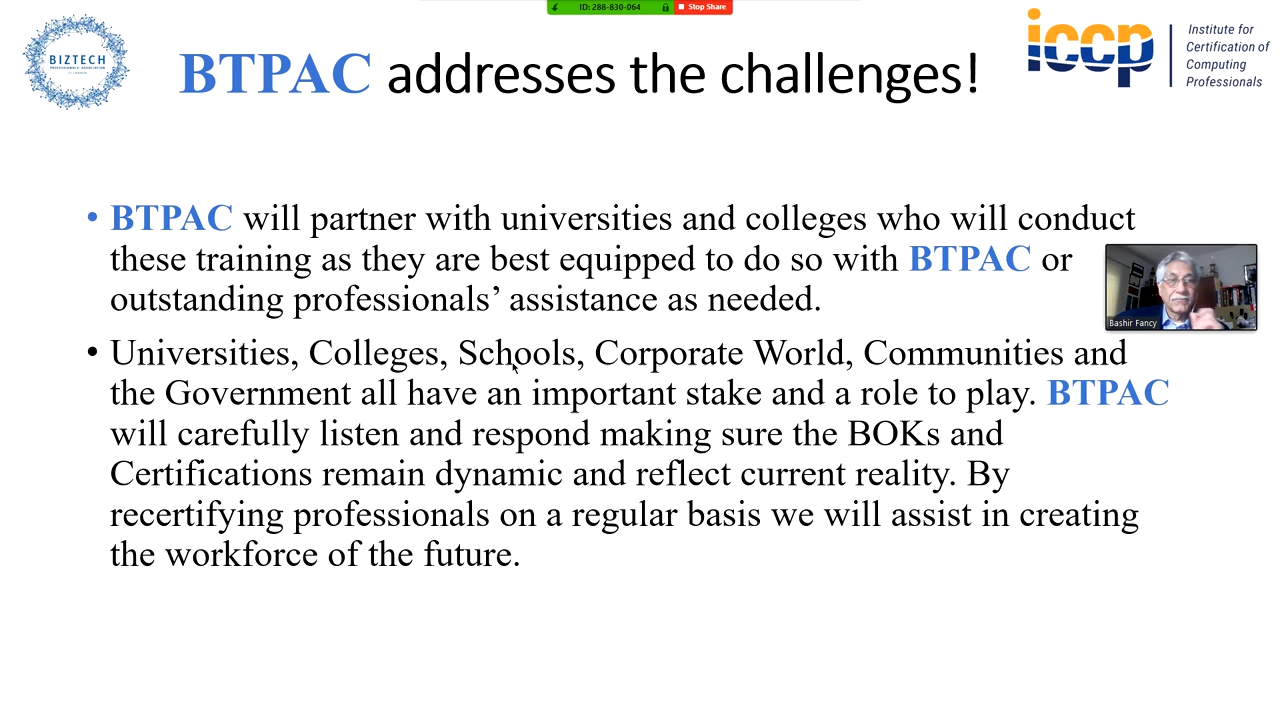 ID: 288-830-064
Stop Share
BIZTECH
PROFESSIONALS ASSOCIATION
BTPAC addresses the challenges!
iccp
Institute for
Certification of
Computing
Professionals
• BTPAC will partner with universities and colleges who will conduct
these training as they are best equipped to do so with BTPAC or
outstanding professionals’ assistance as needed.
Bashir Fancy
• Universities, Colleges, Schools, Corporate World, Communities and
the Government all have an important stake and a role to play. BTPAC
will carefully listen and respond making sure the BOKs and
Certifications remain dynamic and reflect current reality. By
recertifying professionals on a regular basis we will assist in creating
the workforce of the future.